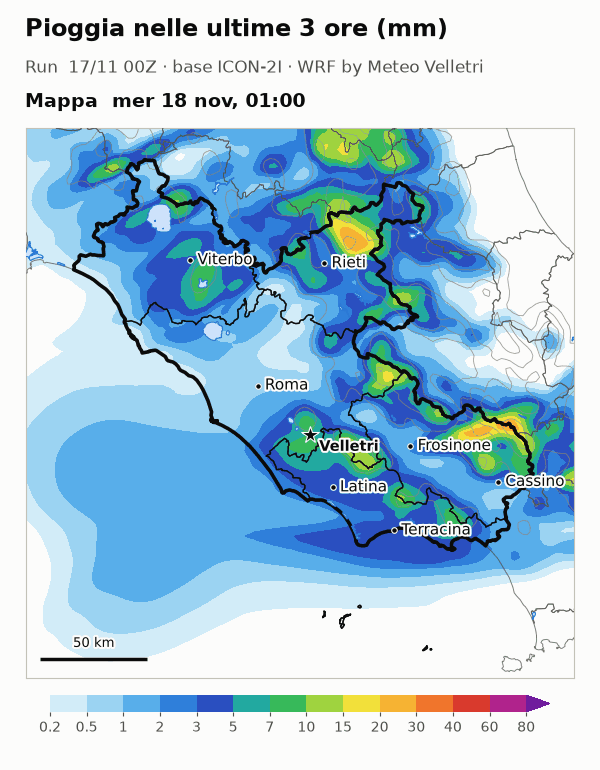 Pioggia nelle ultime 3 ore (mm)
Run 17/11 00Z · base ICON-2I · WRF by Meteo Velletri
Mappa mer 18 nov, 01:00
Viterbo
Rieti
Roma
Velletri
Frosinone
Cassino
Latina
Terracina
50 km
0.2 0.5 1 2 3 5 7 10 15 20 30 40 60 80